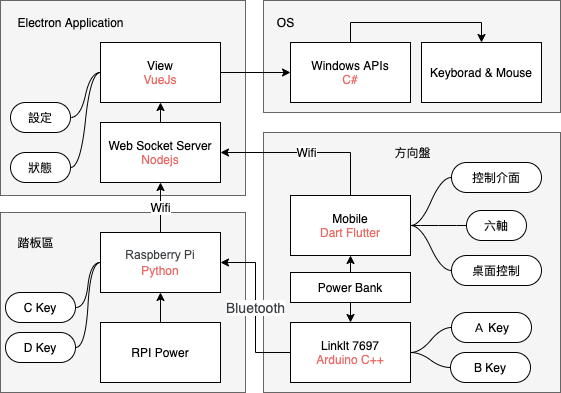 Electron Application
View
VueJs
設定
狀態
Web Socket Server
Nodejs
OS
Windows APIs
C#
Keyborad & Mouse
Wifi
方向盤
控制介面
Mobile
Dart Flutter
六軸
桌面控制
Power Bank
LinkIt 7697
Arduino C++
A Key
B Key
Wifi
踏板區
Raspberry Pi
Python
C Key
D Key
RPI Power
Bluetooth